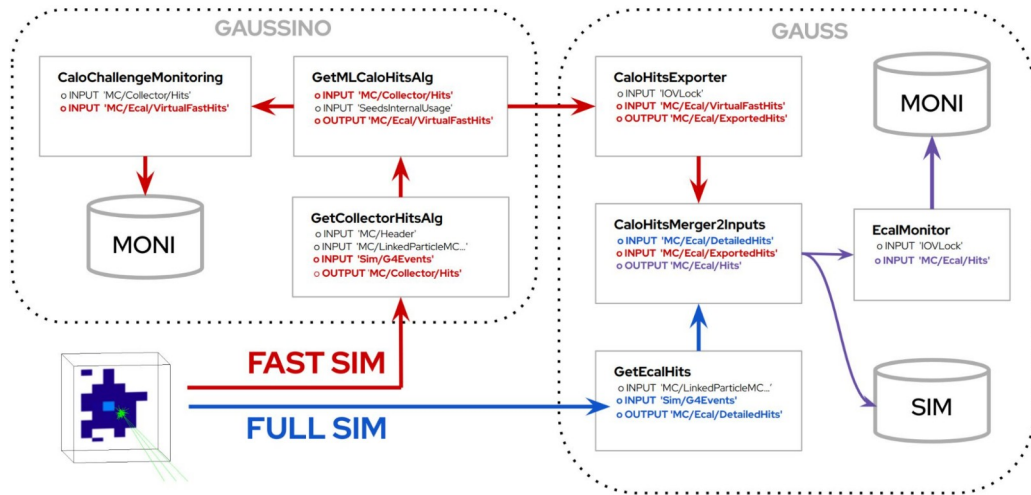 GAUSSINO
CaloChallengeMonitoring
o INPUT 'MC/Collector/Hits'
o INPUT 'MC/Ecal/VirtualFastHits'
GetMLCaloHitsAlg
o INPUT 'MC/Collector/Hits'
o INPUT 'SeedsInternalUsage'
o OUTPUT 'MC/Ecal/VirtualFastHits'
MONI
GetCollectorHitsAlg
o INPUT 'MC/Header'
o INPUT 'MC/LinkedParticleMC...'
o INPUT 'Sim/G4Events'
o OUTPUT 'MC/Collector/Hits'
FAST SIM
FULL SIM
GAUSS
CaloHitsExporter
o INPUT 'IOVLock'
o INPUT 'MC/Ecal/VirtualFastHits'
o OUTPUT 'MC/Ecal/ExportedHits'
MONI
CaloHitsMerger2Inputs
o INPUT 'MC/Ecal/DetailedHits'
o INPUT 'MC/Ecal/ExportedHits'
o OUTPUT 'MC/Ecal/Hits'
EcalMonitor
o INPUT 'IOVLock'
o INPUT 'MC/Ecal/Hits'
GetEcalHits
o INPUT 'MC/LinkedParticleMC...'
o INPUT 'Sim/G4Events'
o OUTPUT 'MC/Ecal/DetailedHits'
SIM